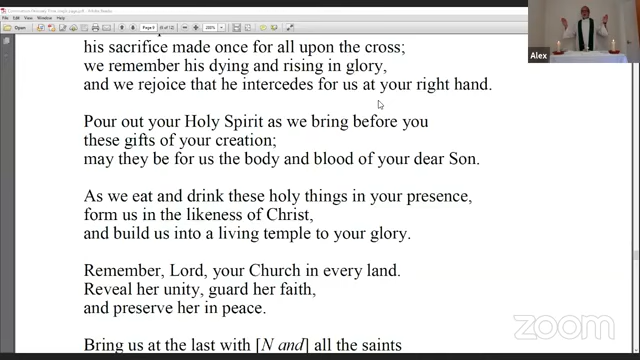 File Edit View Window Help
Open
his sacrifice made once for all upon the cross;
we remember his dying and rising in glory,
and we rejoice that he intercedes for us at your right hand.
Pour out your Holy Spirit as we bring before you
these gifts of your creation;
may they be for us the body and blood of your dear Son.
As we eat and drink these holy things in your presence,
form us in the likeness of Christ,
and build us into a living temple to your glory.
Remember, Lord, your Church in every land.
Reveal her unity, guard her faith,
and preserve her in peace.
Bring us at the last with [N and] all the saints
Alex
zoom